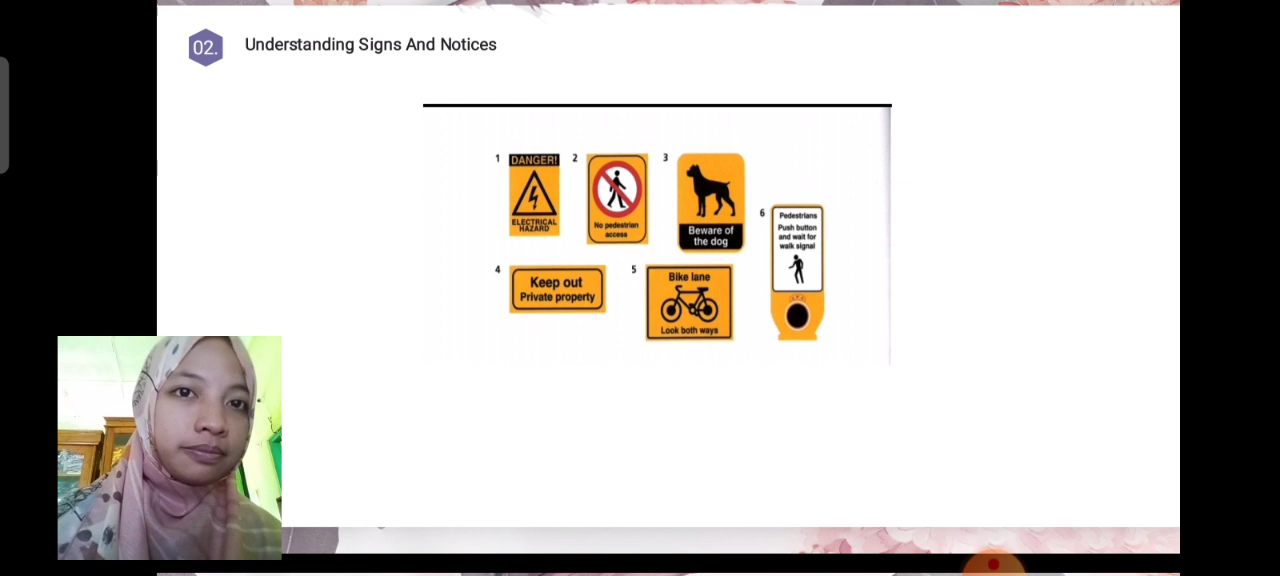 02. Understanding Signs And Notices
1
DANGER!
ELECTRICAL
HAZARD
2
No pedestrian
access
3
Beware of
the dog
4
Keep out
Private property
5
Bike lane
Look both ways
6
Pedestrians
Push button
and wait for
walk signal